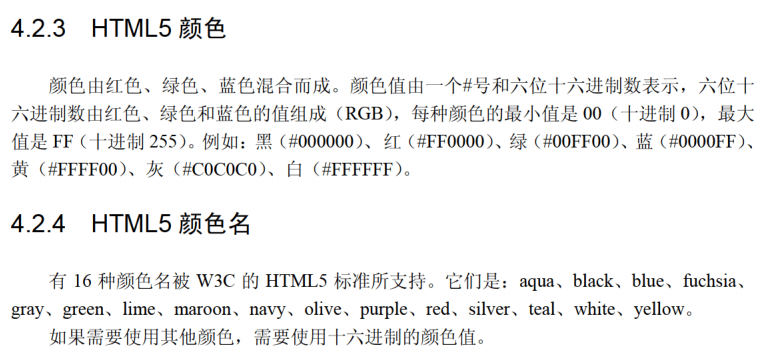 4.2.3 HTML5 颜色
颜色由红色、绿色、蓝色混合而成。颜色值由一个#号和六位十六进制数表示，六位十
六进制数由红色、绿色和蓝色的值组成（RGB），每种颜色的最小值是 00（十进制 0），最大
值是 FF（十进制 255）。例如：黑（#000000）、红（#FF0000）、绿（#00FF00）、蓝（#0000FF）、
黄（#FFFF00）、灰（#C0C0C0）、白（#FFFFFF）。
4.2.4 HTML5 颜色名
有 16 种颜色名被 W3C 的 HTML5 标准所支持。它们是：aqua、black、blue、fuchsia、
gray、green、lime、maroon、navy、olive、purple、red、silver、teal、white、yellow。
如果需要使用其他颜色，需要使用十六进制的颜色值。